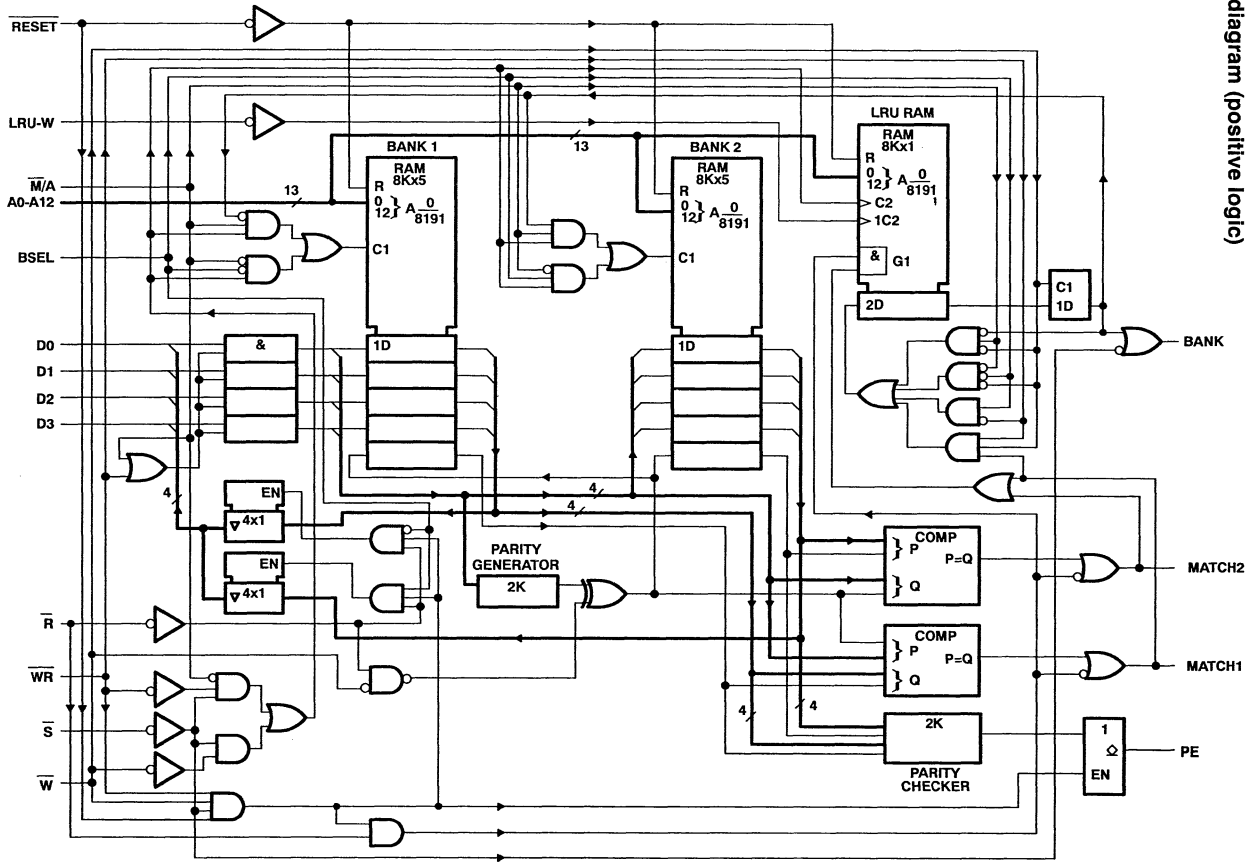 diagram (positive logic)
RESET
LRU-W
M/A
A0-A12
BSEL
D0
D1
D2
D3
R
WR
S
W
13
BANK 1
RAM
8Kx5
R
0
12 } A 0
8191
C1
1D
13
BANK 2
RAM
8Kx5
R
0
12 } A 0
8191
C1
1D
LRU RAM
RAM
8Kx1
R
0
12 } A 0
8191
C2
1C2
& G1
2D
C1
1D
BANK
&
4
EN
4x1
EN
4x1
4
4
PARITY
GENERATOR
2K
COMP
P
P=Q
Q
MATCH2
COMP
P
P=Q
Q
MATCH1
4
4
2K
PARITY
CHECKER
1
EN
PE